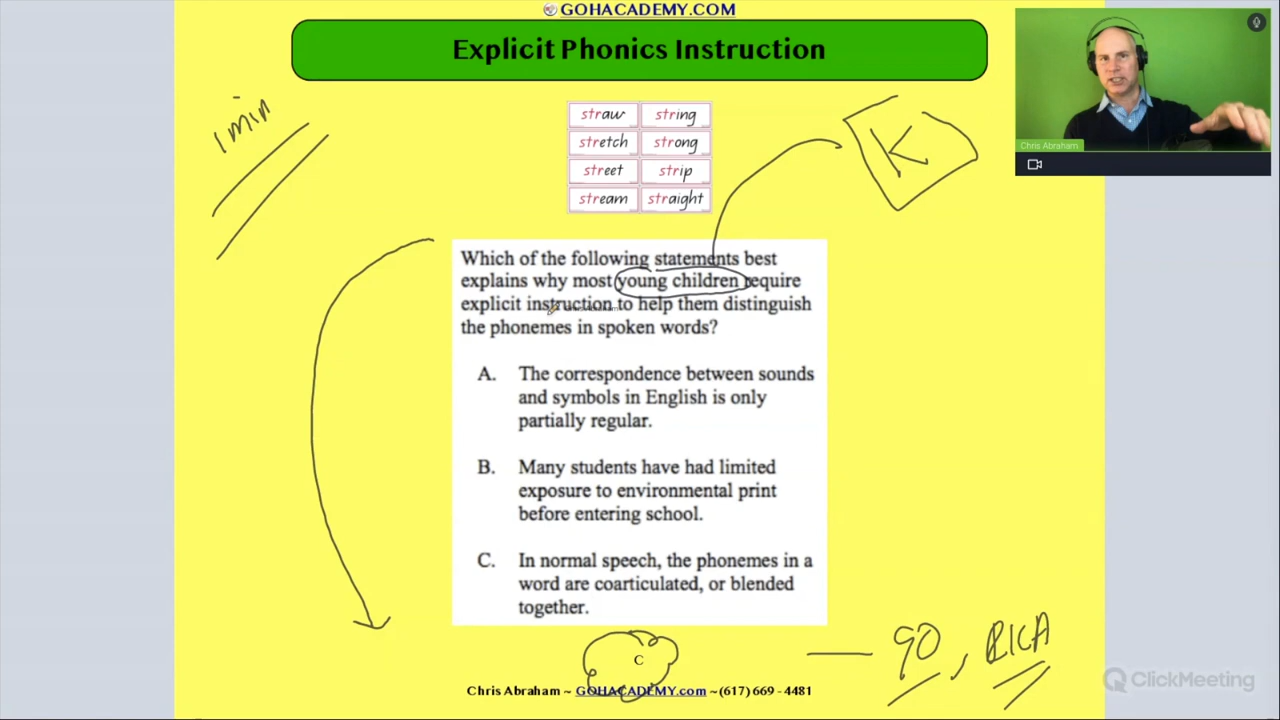 GOHACADEMY.COM
Explicit Phonics Instruction
1 min
straw string
stretch strong
street strip
stream straight
K
Chris Abraham
Which of the following statements best
explains why most young children require
explicit instruction to help them distinguish
the phonemes in spoken words?
A. The correspondence between sounds
and symbols in English is only
partially regular.
B. Many students have had limited
exposure to environmental print
before entering school.
C. In normal speech, the phonemes in a
word are coarticulated, or blended
together.
C
90, RICA
Chris Abraham ~ GOHACADEMY.com ~(617) 669 - 4481
ClickMeeting